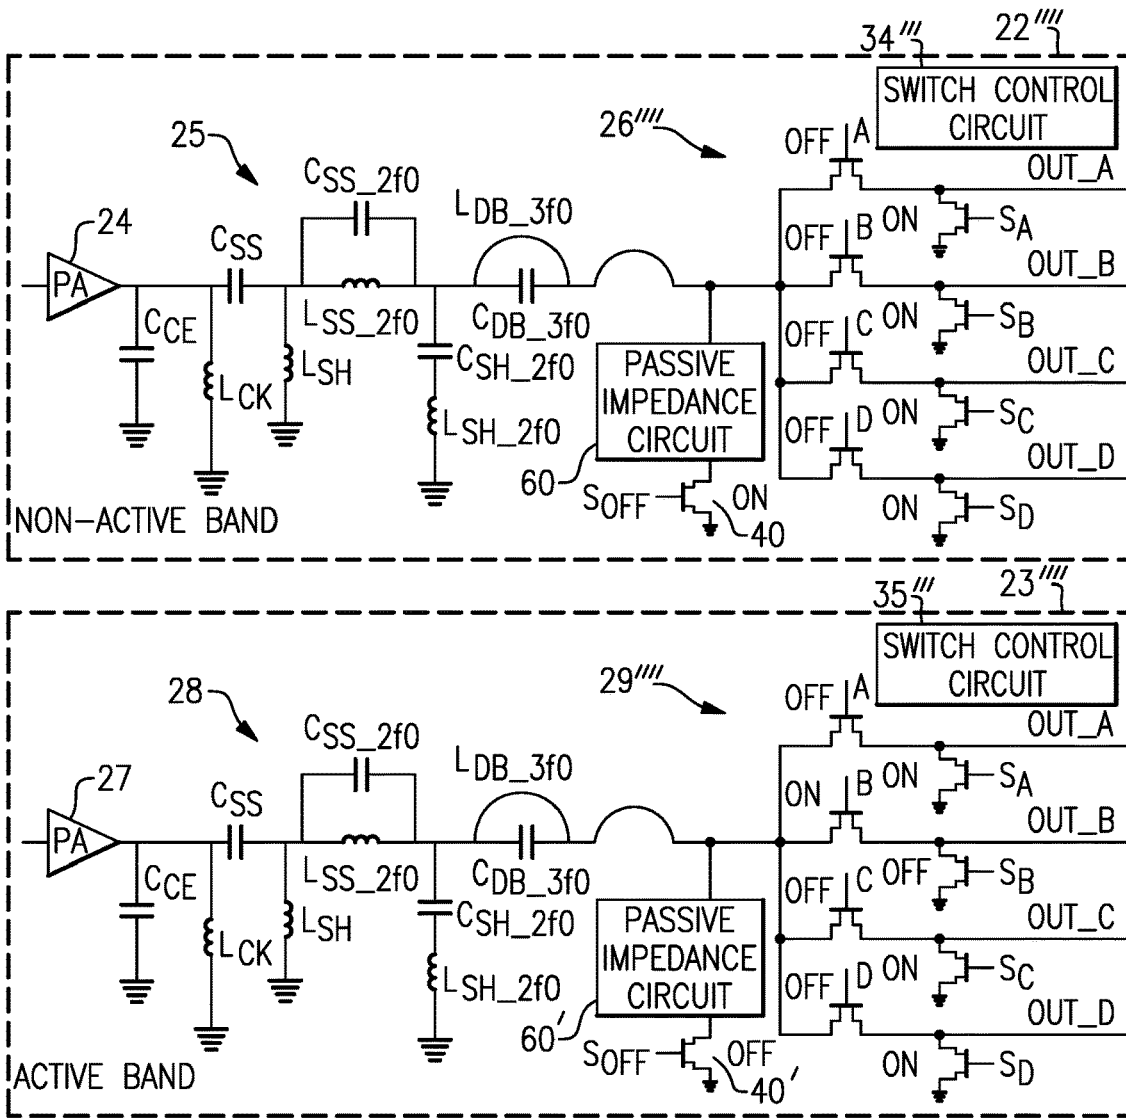 34''' 22''''
SWITCH CONTROL
CIRCUIT
25 26'''' OFF A
OUT_A
CSS_2f0
LDB_3f0
24 CSS ON SA
OFF B
OUT_B
PA
CCE LSS_2f0 CDB_3f0 ON SB
OFF C
OUT_C
LCK LSH CSH_2f0
PASSIVE
IMPEDANCE
CIRCUIT
ON SC
OFF D
OUT_D
LSH_2f0
60
SOFF ON
40
ON SD
NON-ACTIVE BAND
35''' 23''''
SWITCH CONTROL
CIRCUIT
28 29'''' OFF A
OUT_A
CSS_2f0
LDB_3f0
27 CSS ON SA
ON B
OUT_B
PA
CCE LSS_2f0 CDB_3f0 OFF SB
OFF C
OUT_C
LCK LSH CSH_2f0
PASSIVE
IMPEDANCE
CIRCUIT
ON SC
OFF D
OUT_D
LSH_2f0
60'
SOFF OFF
40'
ON SD
ACTIVE BAND